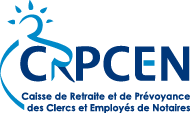 CRPCEN
Caisse de Retraite et de Prévoyance
des Clercs et Employés de Notaires